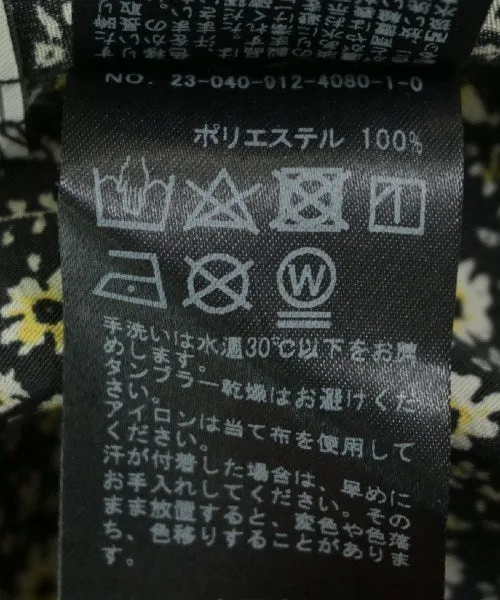 NO. 23-040-912-4080-1-0
ポリエステル 100%
W
手洗いは水温30℃以下をお薦
めします。
タンブラー乾燥はお避けくだ
さい。
アイロンは当て布を使用して
ください。
汗が付着した場合は、早めに
お手入れしてください。その
まま放置すると、変色や色落
ち、色移りすることがありま
す。